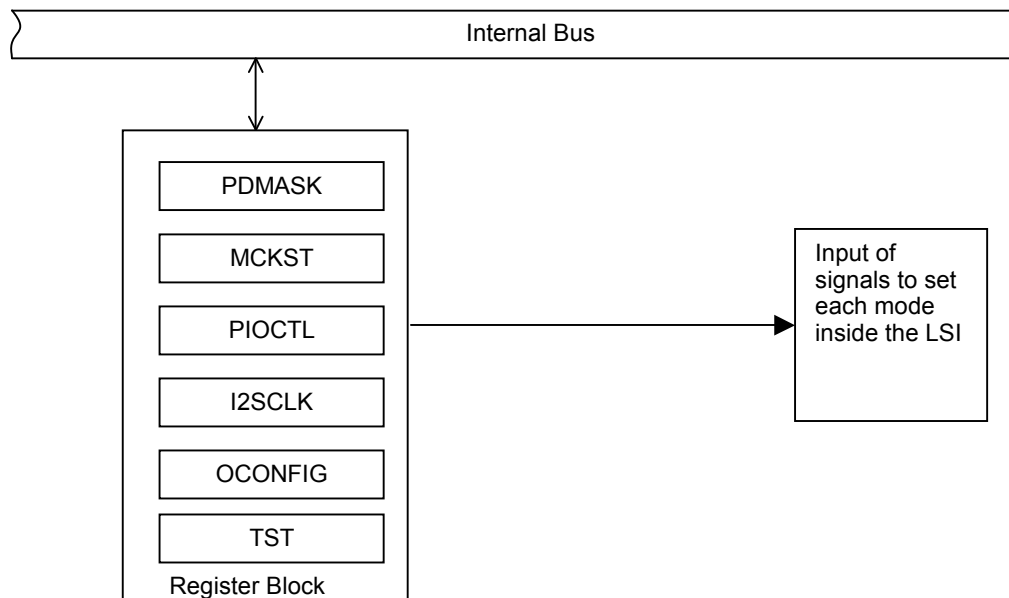 Internal Bus
PDMASK
MCKST
PIOCTL
I2SCLK
OCONFIG
TST
Register Block
Input of
signals to set
each mode
inside the LSI